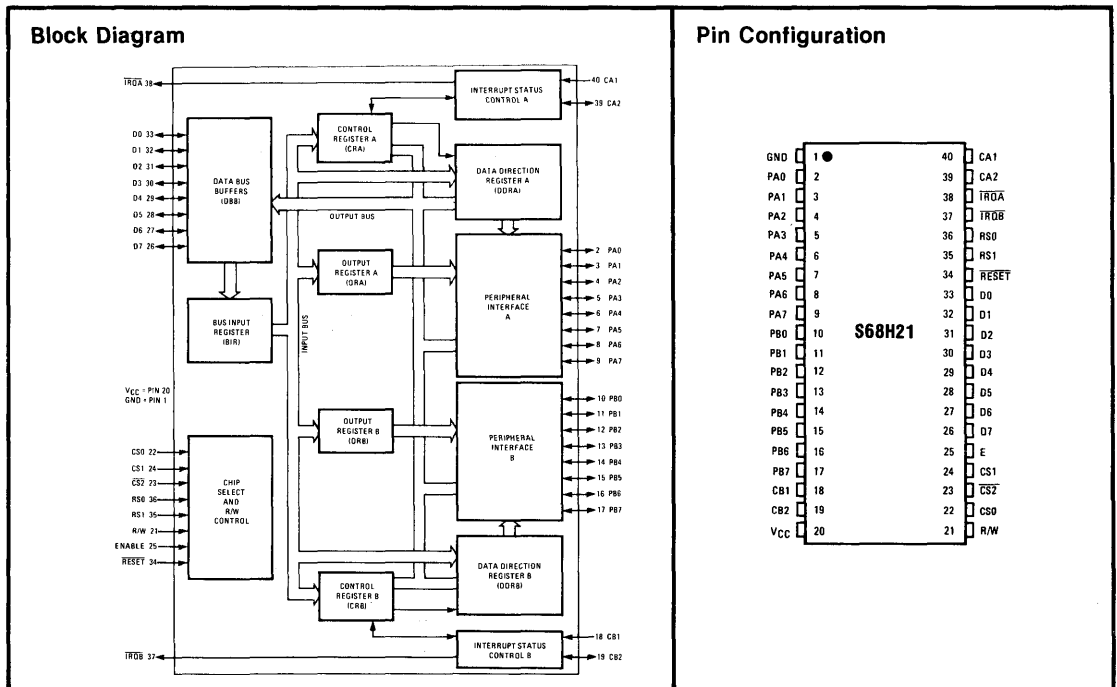 Block Diagram
IRQA 38
40 CA1
39 CA2
INTERRUPT STATUS
CONTROL A
D0 33
D1 32
D2 31
D3 30
D4 29
D5 28
D6 27
D7 26
DATA BUS
BUFFERS
(DBB)
CONTROL
REGISTER A
(CRA)
DATA DIRECTION
REGISTER A
(DDRA)
OUTPUT BUS
OUTPUT
REGISTER A
(ORA)
PERIPHERAL
INTERFACE
A
2 PA0
3 PA1
4 PA2
5 PA3
6 PA4
7 PA5
8 PA6
9 PA7
BUS INPUT
REGISTER
(BIR)
INPUT BUS
VCC = PIN 20
GND = PIN 1
OUTPUT
REGISTER B
(ORB)
PERIPHERAL
INTERFACE
B
10 PB0
11 PB1
12 PB2
13 PB3
14 PB4
15 PB5
16 PB6
17 PB7
CS0 22
CS1 24
CS2 23
RS0 36
RS1 35
R/W 21
ENABLE 25
RESET 34
CHIP
SELECT
AND
R/W
CONTROL
CONTROL
REGISTER B
(CRB)
DATA DIRECTION
REGISTER B
(DDRB)
INTERRUPT STATUS
CONTROL B
18 CB1
19 CB2
IRQB 37
Pin Configuration
GND 1 40 CA1
PA0 2 39 CA2
PA1 3 38 IRQA
PA2 4 37 IRQB
PA3 5 36 RS0
PA4 6 35 RS1
PA5 7 34 RESET
PA6 8 33 D0
PA7 9 32 D1
PB0 10 31 D2
S68H21
PB1 11 30 D3
PB2 12 29 D4
PB3 13 28 D5
PB4 14 27 D6
PB5 15 26 D7
PB6 16 25 E
PB7 17 24 CS1
CB1 18 23 CS2
CB2 19 22 CS0
VCC 20 21 R/W